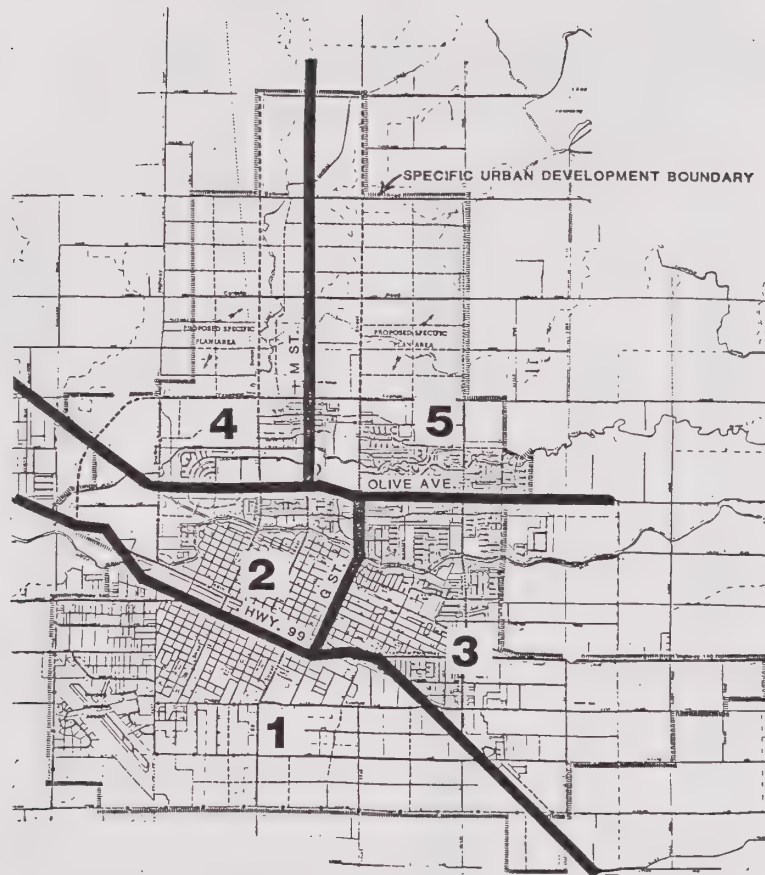 SPECIFIC URBAN DEVELOPMENT BOUNDARY
PROPOSED SPECIFIC
PLAN AREA
PROPOSED SPECIFIC
PLAN AREA
M ST.
4
5
OLIVE AVE.
2
G ST.
HWY. 99
3
1